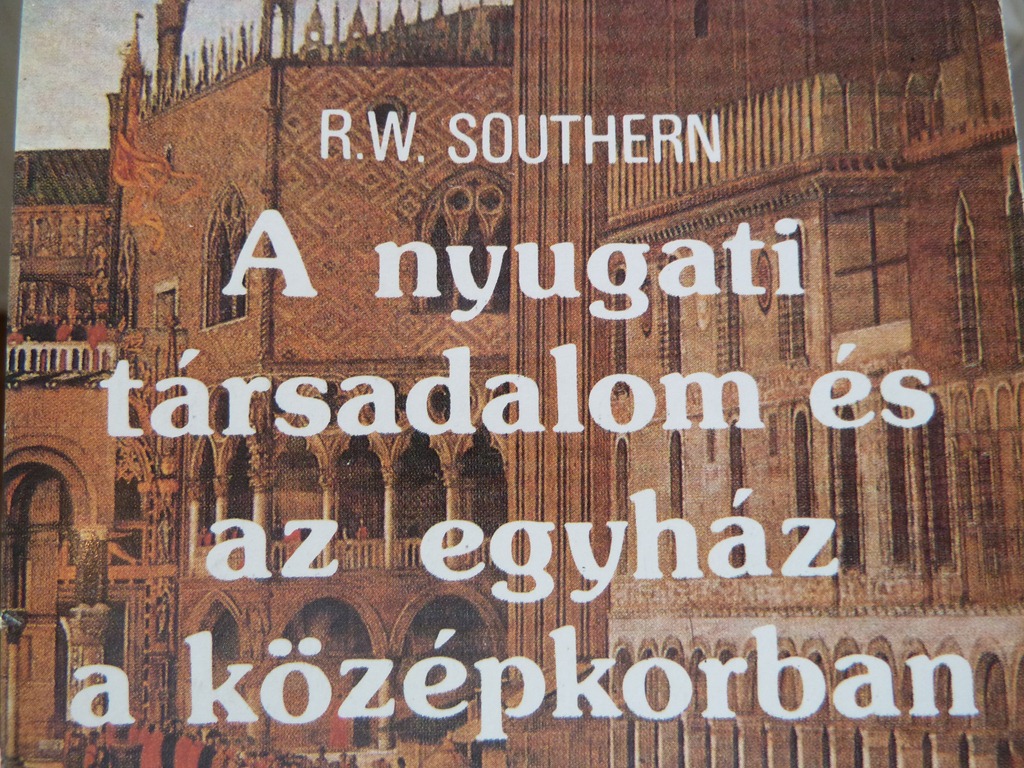 R.W. SOUTHERN
A nyugati
társadalom és
az egyház
a középkorban